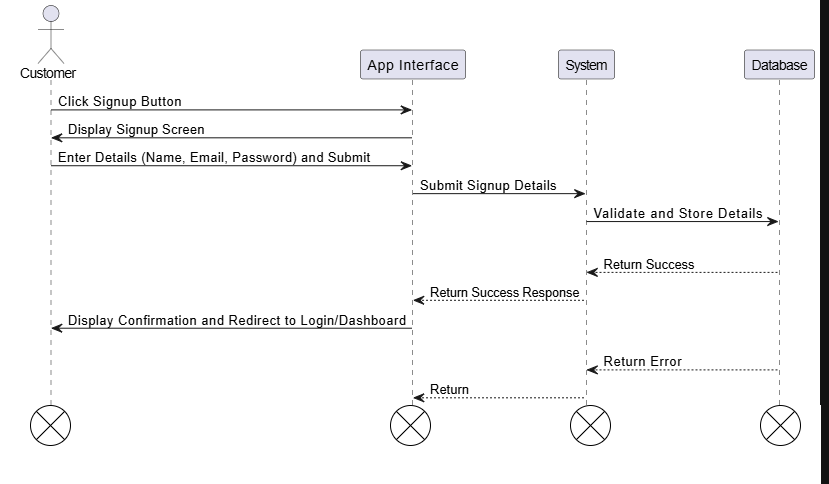 Customer
App Interface
System
Database
Click Signup Button
Display Signup Screen
Enter Details (Name, Email, Password) and Submit
Submit Signup Details
Validate and Store Details
Return Success
Return Success Response
Display Confirmation and Redirect to Login/Dashboard
Return Error
Return